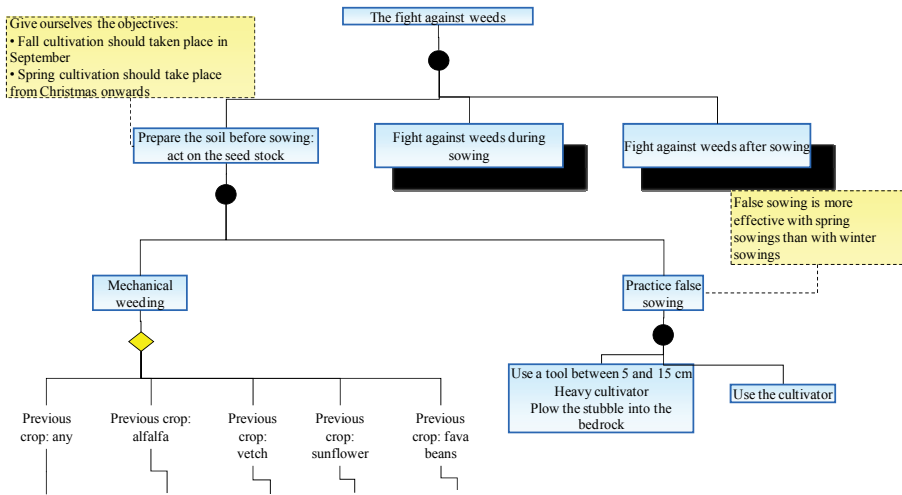 Give ourselves the objectives:
• Fall cultivation should taken place in
September
• Spring cultivation should take place
from Christmas onwards
The fight against weeds
Prepare the soil before sowing:
act on the seed stock
Fight against weeds during
sowing
Fight against weeds after sowing
False sowing is more
effective with spring
sowings than with winter
sowings
Mechanical
weeding
Practice false
sowing
Use a tool between 5 and 15 cm
Heavy cultivator
Plow the stubble into the
bedrock
Use the cultivator
Previous
crop: any
Previous crop:
alfalfa
Previous
crop:
vetch
Previous
crop:
sunflower
Previous
crop: fava
beans